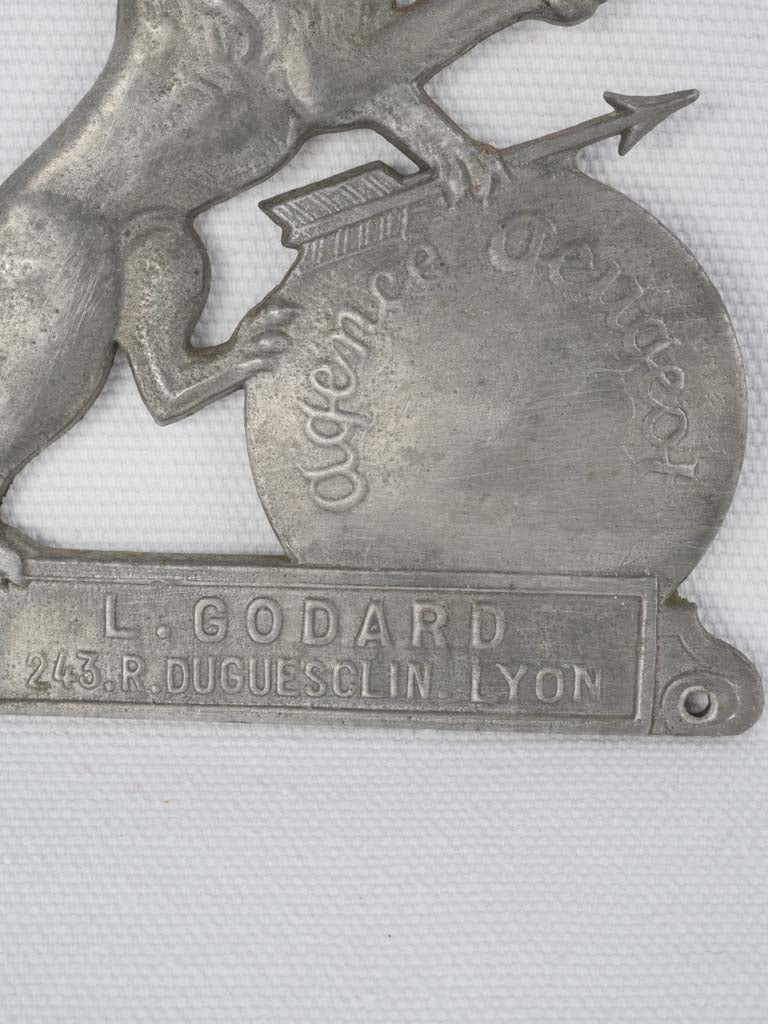 agence Peugeot
L. GODARD
243.R.DUGUESCLIN. LYON